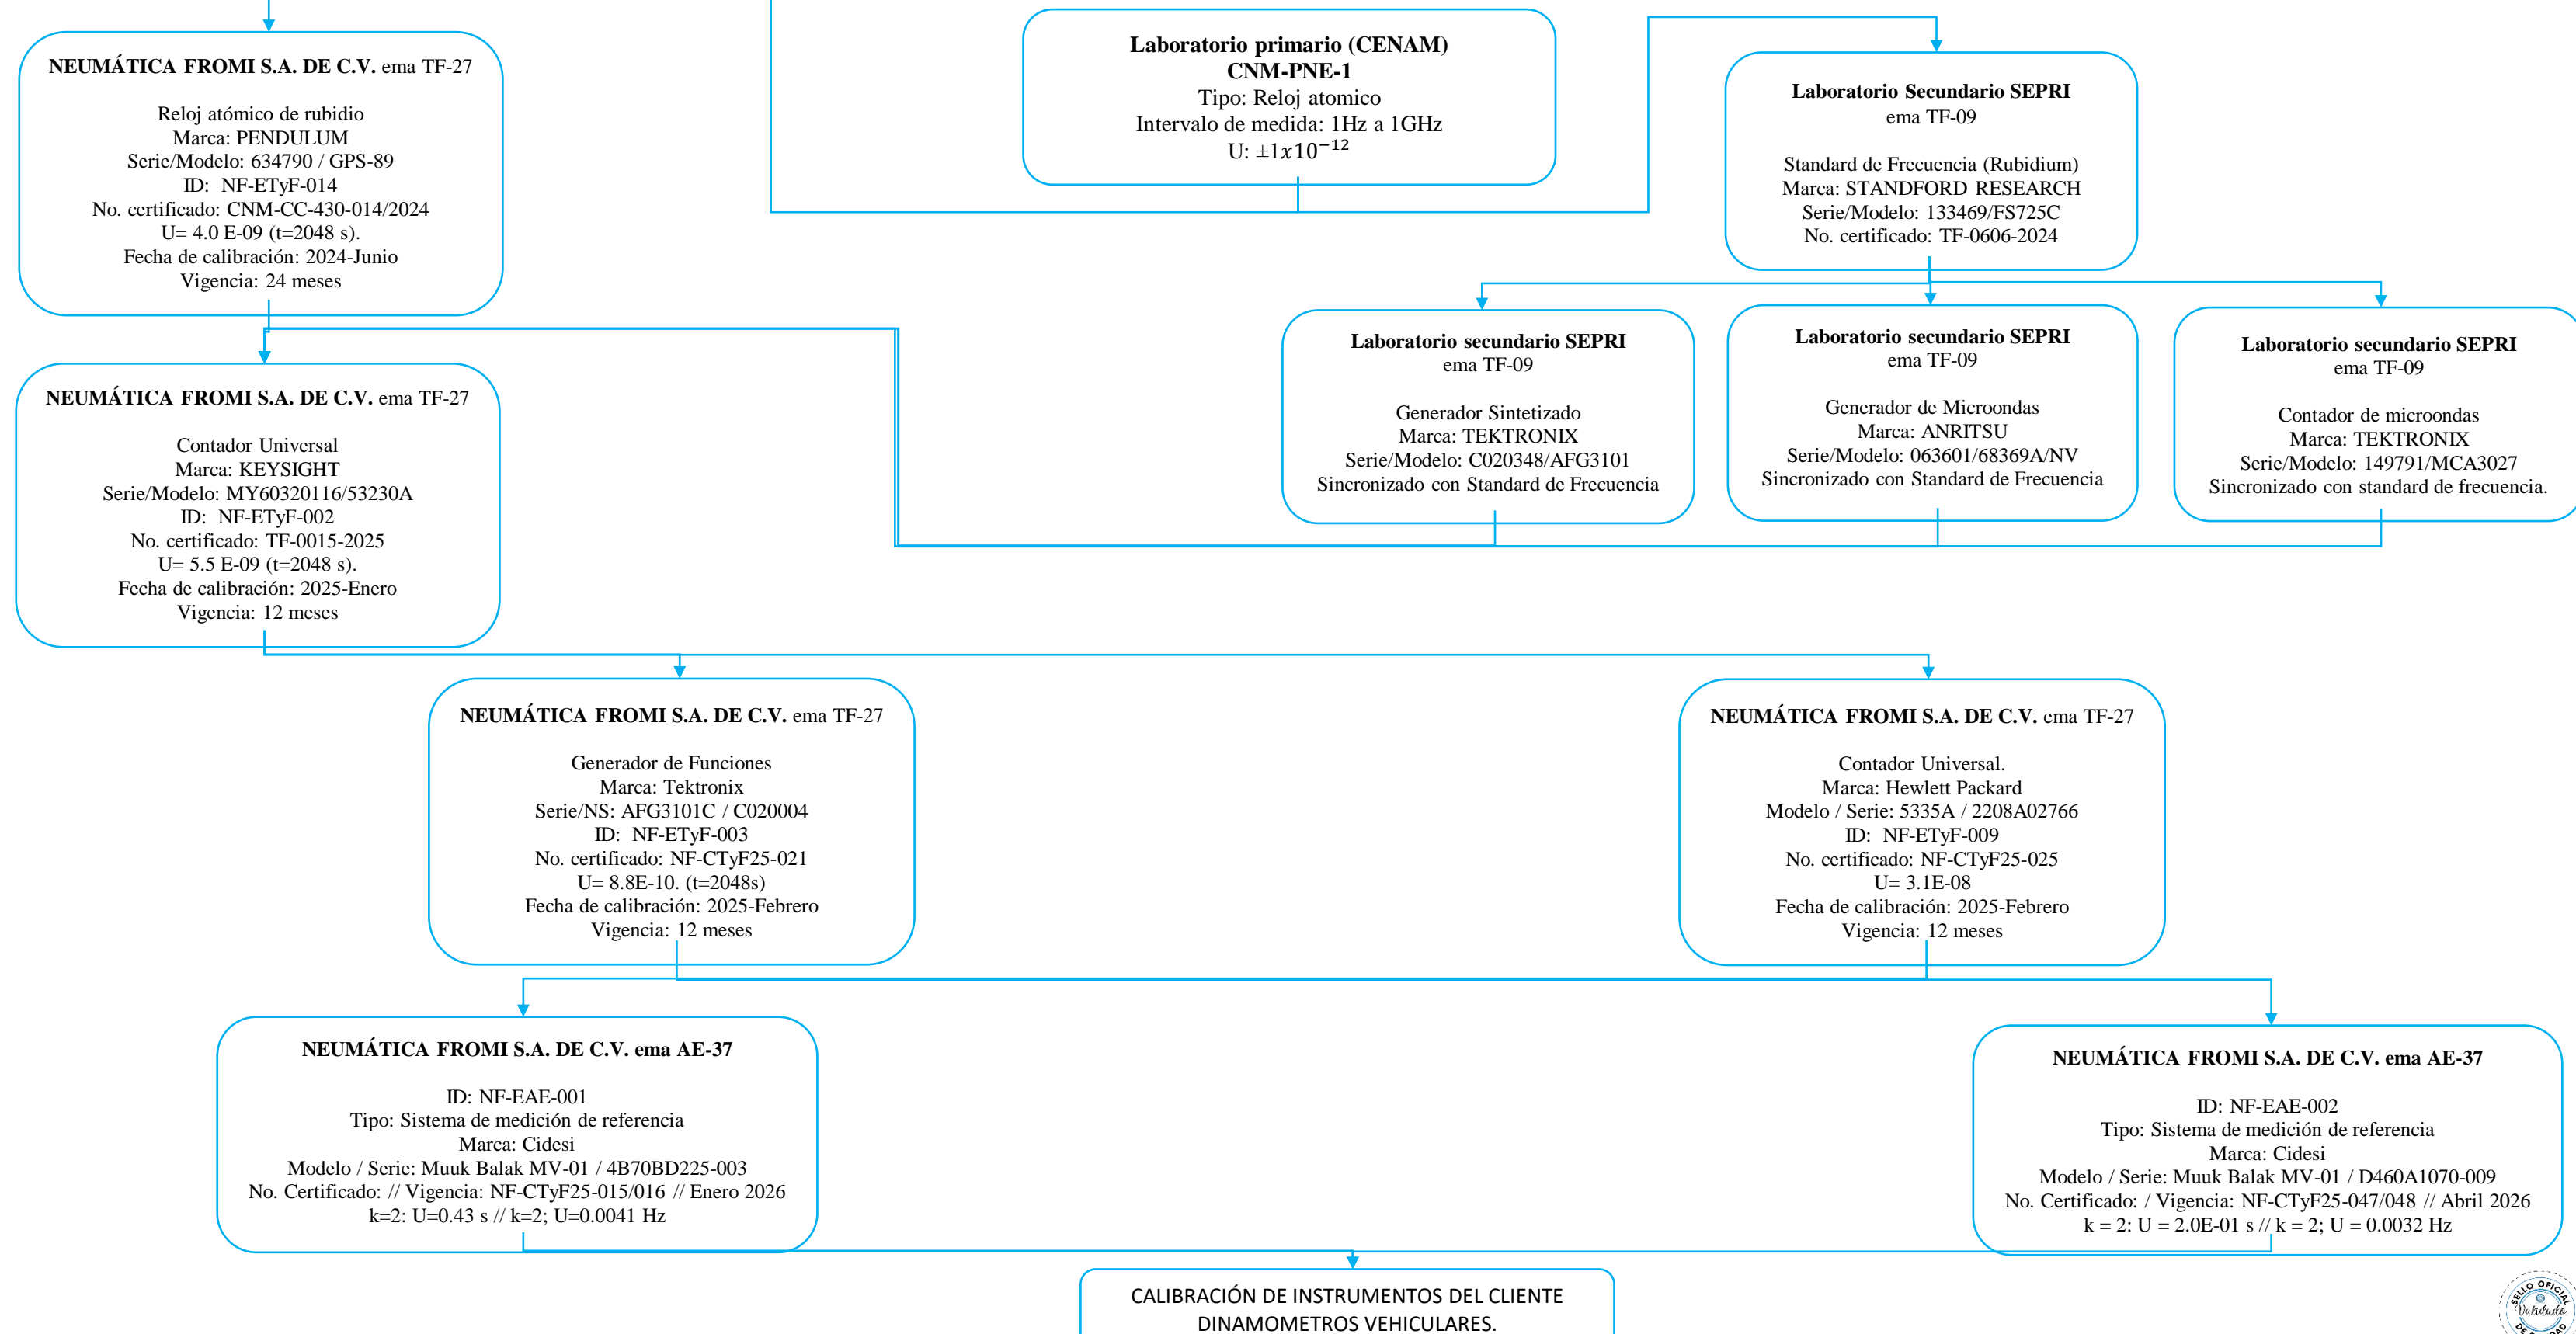 NEUMÁTICA FROMI S.A. DE C.V. ema TF-27
Reloj atómico de rubidio
Marca: PENDULUM
Serie/Modelo: 634790 / GPS-89
ID: NF-ETyF-014
No. certificado: CNM-CC-430-014/2024
U= 4.0 E-09 (t=2048 s).
Fecha de calibración: 2024-Junio
Vigencia: 24 meses
Laboratorio primario (CENAM)
CNM-PNE-1
Tipo: Reloj atomico
Intervalo de medida: 1Hz a 1GHz
U: ±1x10⁻¹²
Laboratorio Secundario SEPRI
ema TF-09
Standard de Frecuencia (Rubidium)
Marca: STANDFORD RESEARCH
Serie/Modelo: 133469/FS725C
No. certificado: TF-0606-2024
Laboratorio secundario SEPRI
ema TF-09
Generador Sintetizado
Marca: TEKTRONIX
Serie/Modelo: C020348/AFG3101
Sincronizado con Standard de Frecuencia
Laboratorio secundario SEPRI
ema TF-09
Generador de Microondas
Marca: ANRITSU
Serie/Modelo: 063601/68369A/NV
Sincronizado con Standard de Frecuencia
Laboratorio secundario SEPRI
ema TF-09
Contador de microondas
Marca: TEKTRONIX
Serie/Modelo: 149791/MCA3027
Sincronizado con standard de frecuencia.
NEUMÁTICA FROMI S.A. DE C.V. ema TF-27
Contador Universal
Marca: KEYSIGHT
Serie/Modelo: MY60320116/53230A
ID: NF-ETyF-002
No. certificado: TF-0015-2025
U= 5.5 E-09 (t=2048 s).
Fecha de calibración: 2025-Enero
Vigencia: 12 meses
NEUMÁTICA FROMI S.A. DE C.V. ema TF-27
Generador de Funciones
Marca: Tektronix
Serie/NS: AFG3101C / C020004
ID: NF-ETyF-003
No. certificado: NF-CTyF25-021
U= 8.8E-10. (t=2048s)
Fecha de calibración: 2025-Febrero
Vigencia: 12 meses
NEUMÁTICA FROMI S.A. DE C.V. ema TF-27
Contador Universal.
Marca: Hewlett Packard
Modelo / Serie: 5335A / 2208A02766
ID: NF-ETyF-009
No. certificado: NF-CTyF25-025
U= 3.1E-08
Fecha de calibración: 2025-Febrero
Vigencia: 12 meses
NEUMÁTICA FROMI S.A. DE C.V. ema AE-37
ID: NF-EAE-001
Tipo: Sistema de medición de referencia
Marca: Cidesi
Modelo / Serie: Muuk Balak MV-01 / 4B70BD225-003
No. Certificado: // Vigencia: NF-CTyF25-015/016 // Enero 2026
k=2: U=0.43 s // k=2; U=0.0041 Hz
NEUMÁTICA FROMI S.A. DE C.V. ema AE-37
ID: NF-EAE-002
Tipo: Sistema de medición de referencia
Marca: Cidesi
Modelo / Serie: Muuk Balak MV-01 / D460A1070-009
No. Certificado: / Vigencia: NF-CTyF25-047/048 // Abril 2026
k = 2: U = 2.0E-01 s // k = 2; U = 0.0032 Hz
CALIBRACIÓN DE INSTRUMENTOS DEL CLIENTE
DINAMOMETROS VEHICULARES.
SELLO OFICIAL
Validado